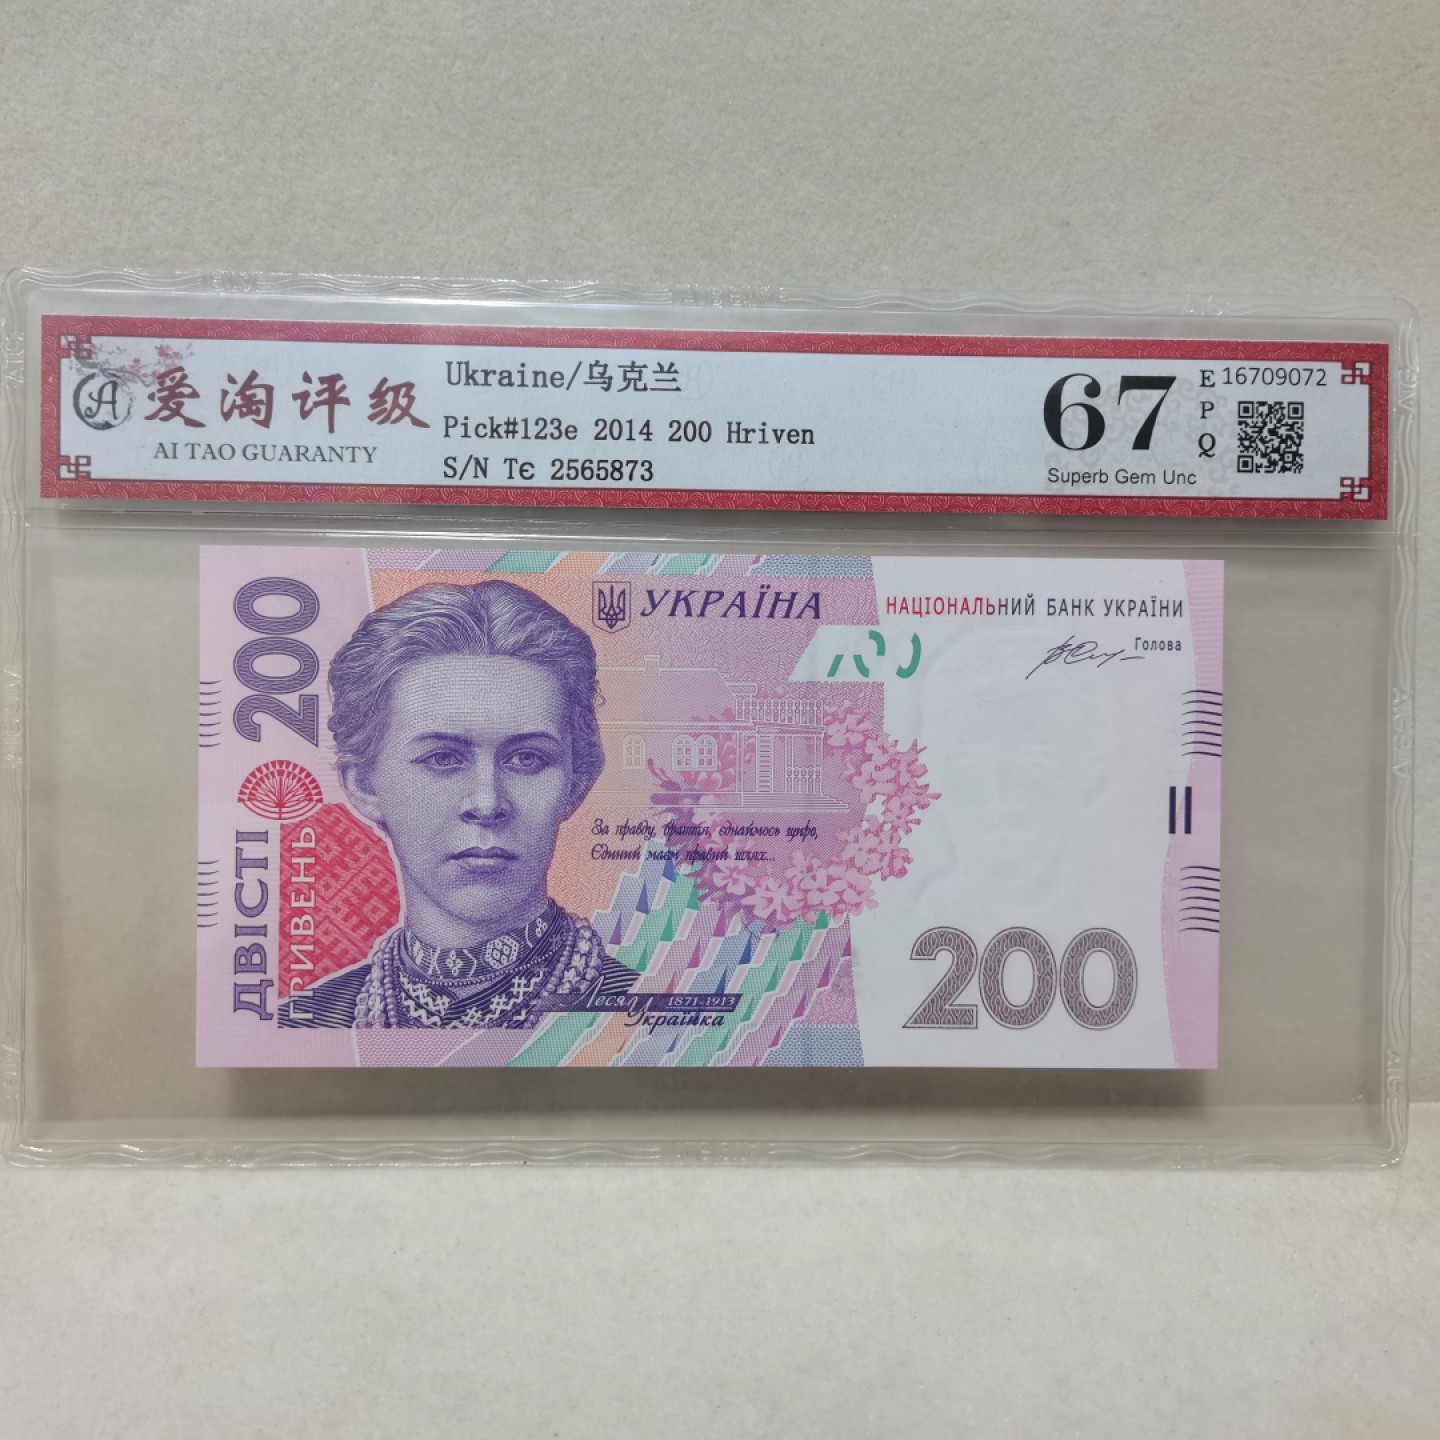 爱淘评级
AI TAO GUARANTY
Ukraine/乌克兰
Pick#123e 2014 200 Hriven
S/N TЄ 2565873
67
EPQ
Superb Gem Unc
16709072
200
ДВІСТІ
ГРИВЕНЬ
УКРАЇНА
НАЦІОНАЛЬНИЙ БАНК УКРАЇНИ
Голова
За правду, браття, єднаймось щиро,
Єдиний маєм правий шлях...
Леся Українка
1871-1913
200